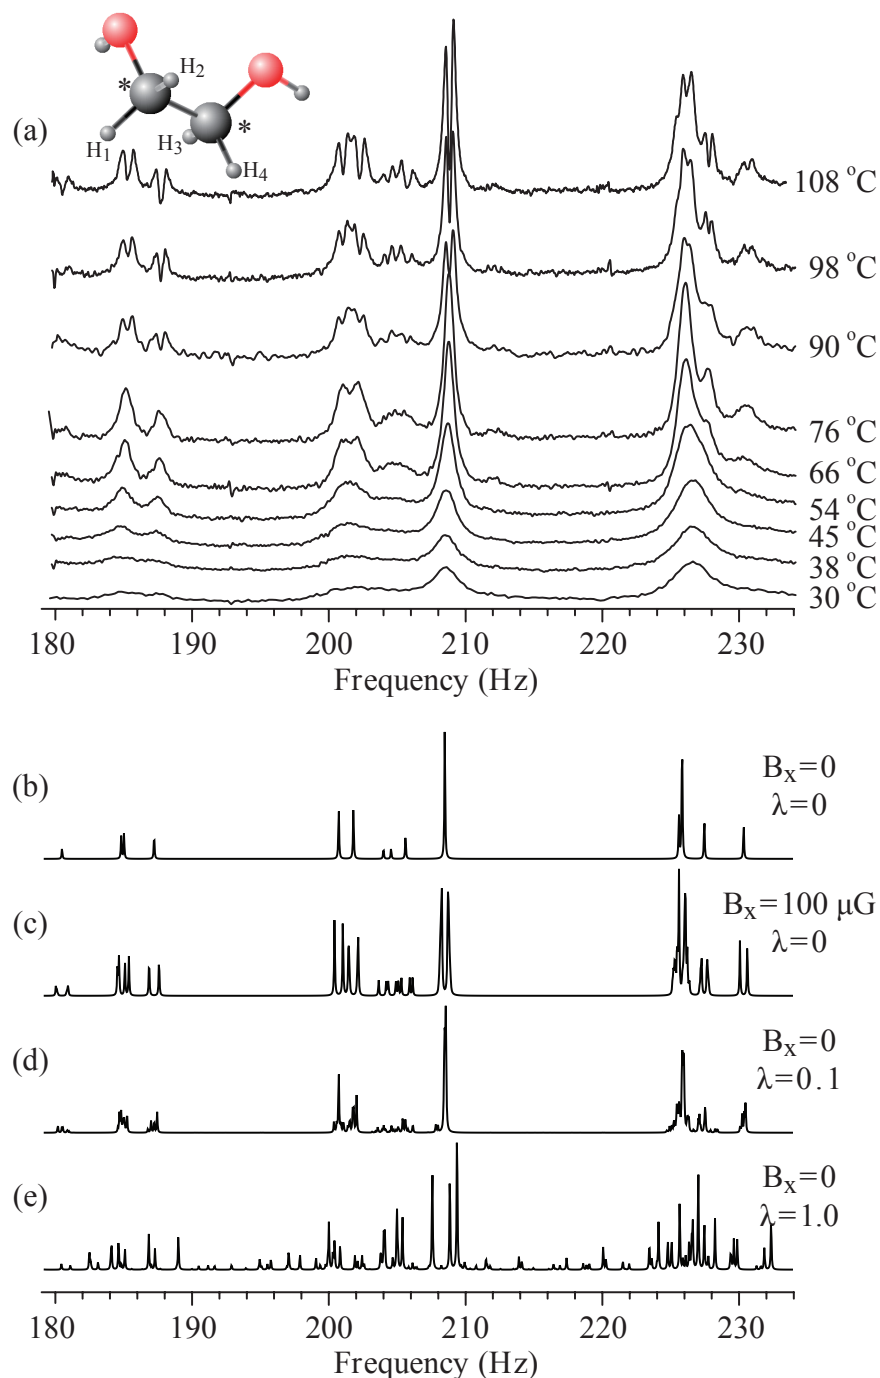 (a)
H2
*
H1
H3
*
H4
108 °C
98 °C
90 °C
76 °C
66 °C
54 °C
45 °C
38 °C
30 °C
180 190 200 210 220 230
Frequency (Hz)
(b)
Bx=0
λ=0
(c)
Bx=100 μG
λ=0
(d)
Bx=0
λ=0.1
(e)
Bx=0
λ=1.0
180 190 200 210 220 230
Frequency (Hz)